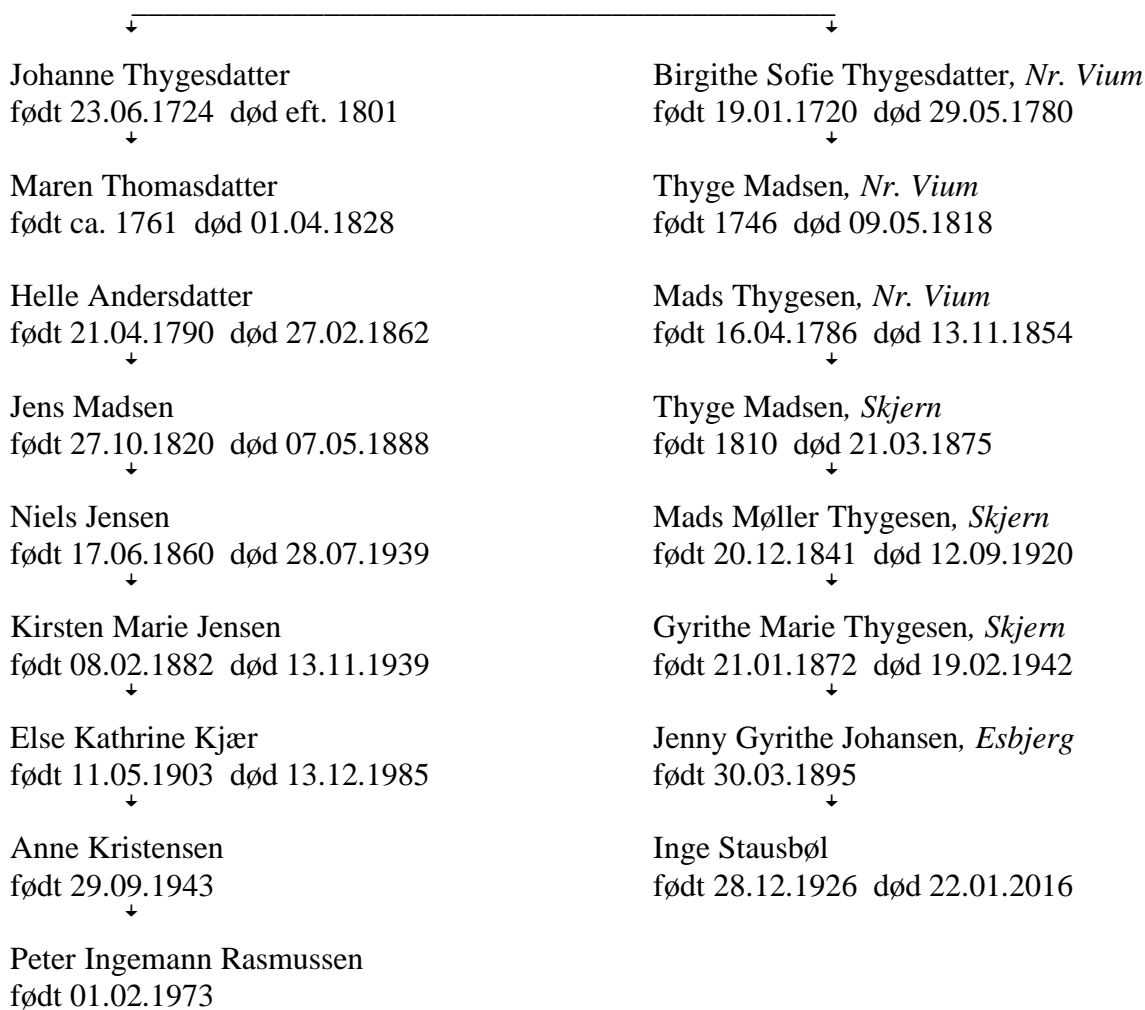 Johanne Thygesdatter
født 23.06.1724 død eft. 1801
Maren Thomasdatter
født ca. 1761 død 01.04.1828
Helle Andersdatter
født 21.04.1790 død 27.02.1862
Jens Madsen
født 27.10.1820 død 07.05.1888
Niels Jensen
født 17.06.1860 død 28.07.1939
Kirsten Marie Jensen
født 08.02.1882 død 13.11.1939
Else Kathrine Kjær
født 11.05.1903 død 13.12.1985
Anne Kristensen
født 29.09.1943
Peter Ingemann Rasmussen
født 01.02.1973
Birgithe Sofie Thygesdatter, Nr. Vium
født 19.01.1720 død 29.05.1780
Thyge Madsen, Nr. Vium
født 1746 død 09.05.1818
Mads Thygesen, Nr. Vium
født 16.04.1786 død 13.11.1854
Thyge Madsen, Skjern
født 1810 død 21.03.1875
Mads Møller Thygesen, Skjern
født 20.12.1841 død 12.09.1920
Gyrithe Marie Thygesen, Skjern
født 21.01.1872 død 19.02.1942
Jenny Gyrithe Johansen, Esbjerg
født 30.03.1895
Inge Stausbøl
født 28.12.1926 død 22.01.2016